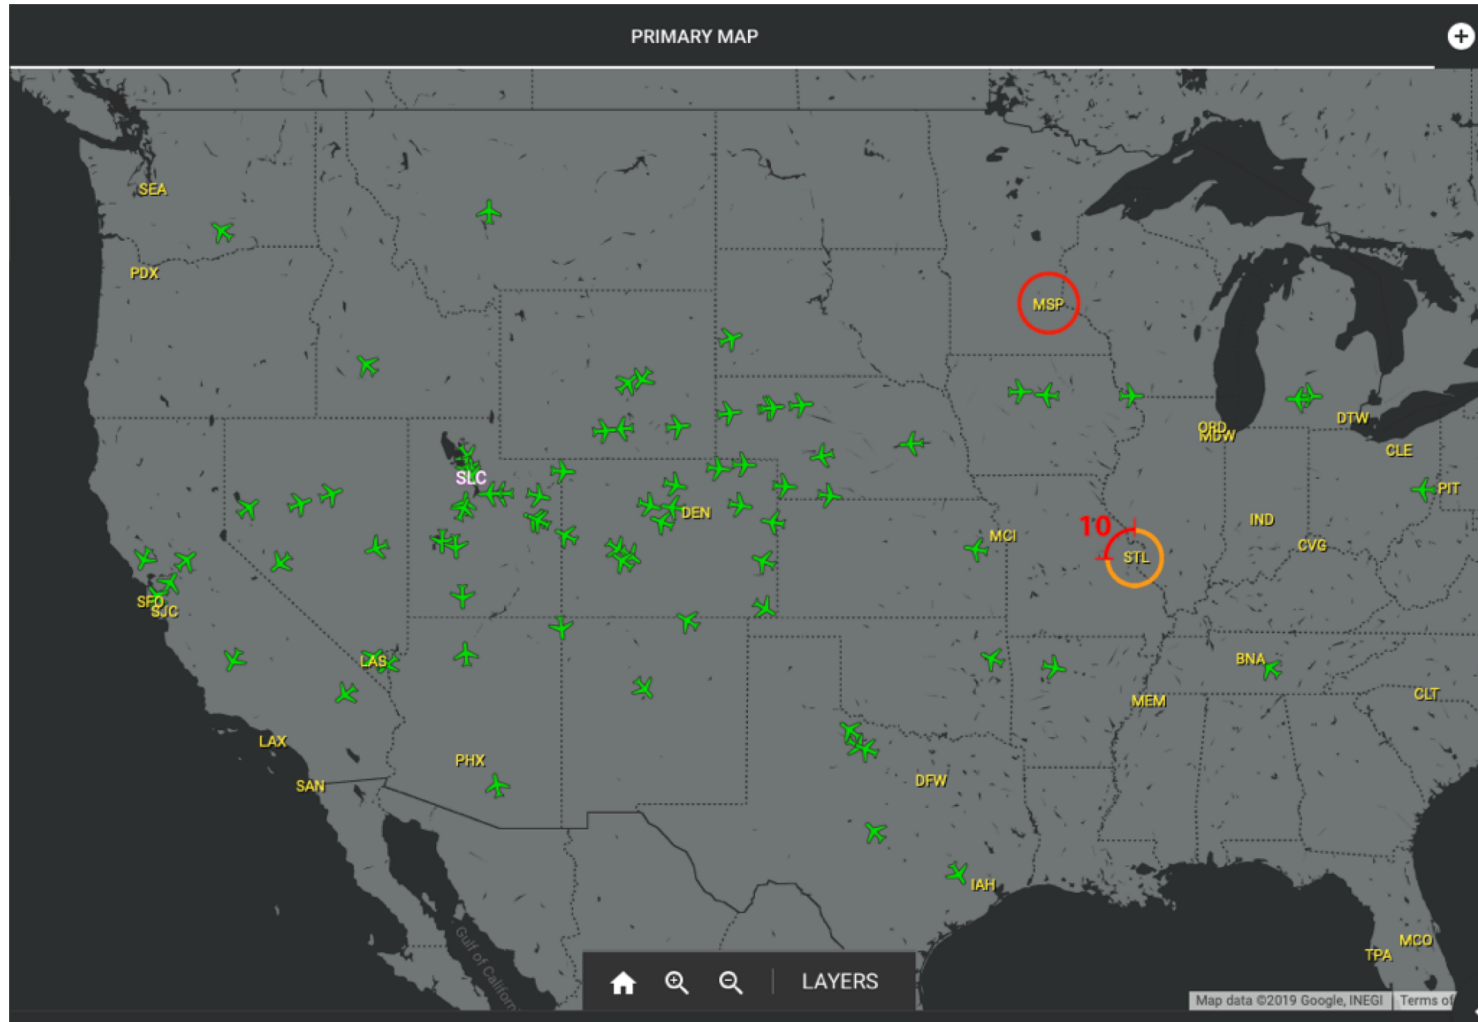 PRIMARY MAP
SEA
PDX
MSP
ORD
MDW
DTW
CLE
SLC
PIT
DEN
IND
10
MCI
CVG
STL
SFO
SJC
LAS
BNA
MEM
CLT
LAX
PHX
SAN
DFW
IAH
MCO
TPA
Gulf of Californ
LAYERS
Map data ©2019 Google, INEGI
Terms of